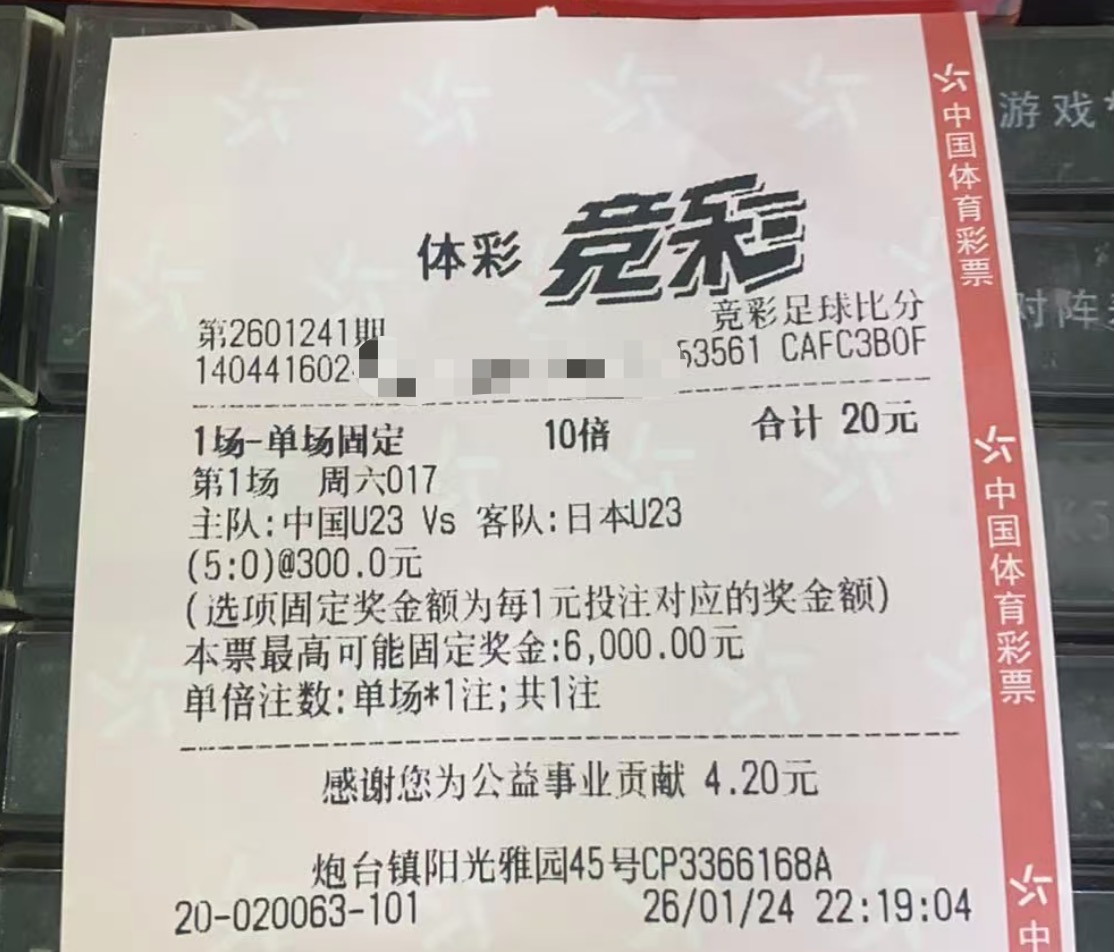 体彩 竞彩
竞彩足球比分
第2601241期
1404416024 53561 CAFC3B0F
1场-单场固定 10倍 合计 20元
第1场 周六017
主队:中国U23 Vs 客队:日本U23
(5:0)@300.0元
(选项固定奖金额为每1元投注对应的奖金额)
本票最高可能固定奖金:6,000.00元
单倍注数:单场*1注;共1注
感谢您为公益事业贡献 4.20元
炮台镇阳光雅园45号CP3366168A
20-020063-101 26/01/24 22:19:04
中国体育彩票
中国体育彩票
中
游戏
对阵